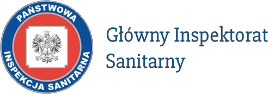 PAŃSTWOWA
INSPEKCJA SANITARNA
Główny Inspektorat
Sanitarny